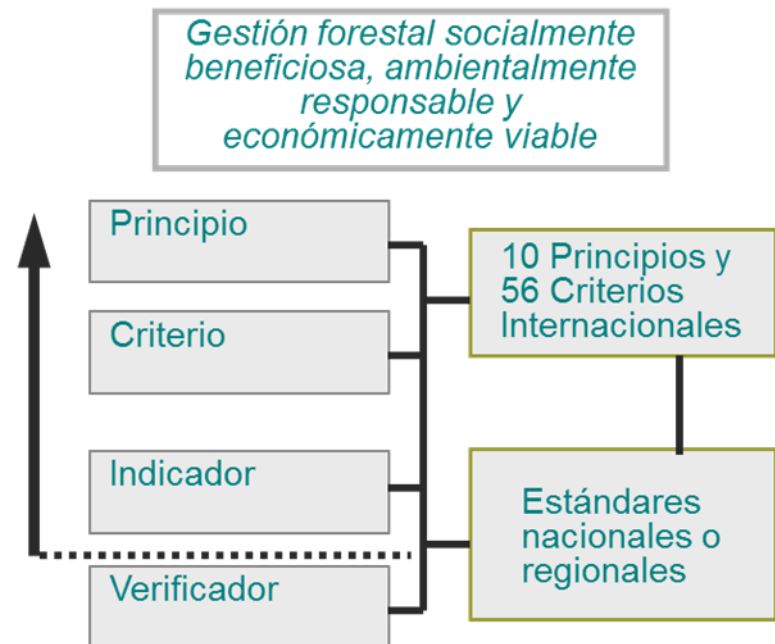 Gestión forestal socialmente
beneficiosa, ambientalmente
responsable y
económicamente viable
Principio
Criterio
Indicador
Verificador
10 Principios y
56 Criterios
Internacionales
Estándares
nacionales o
regionales